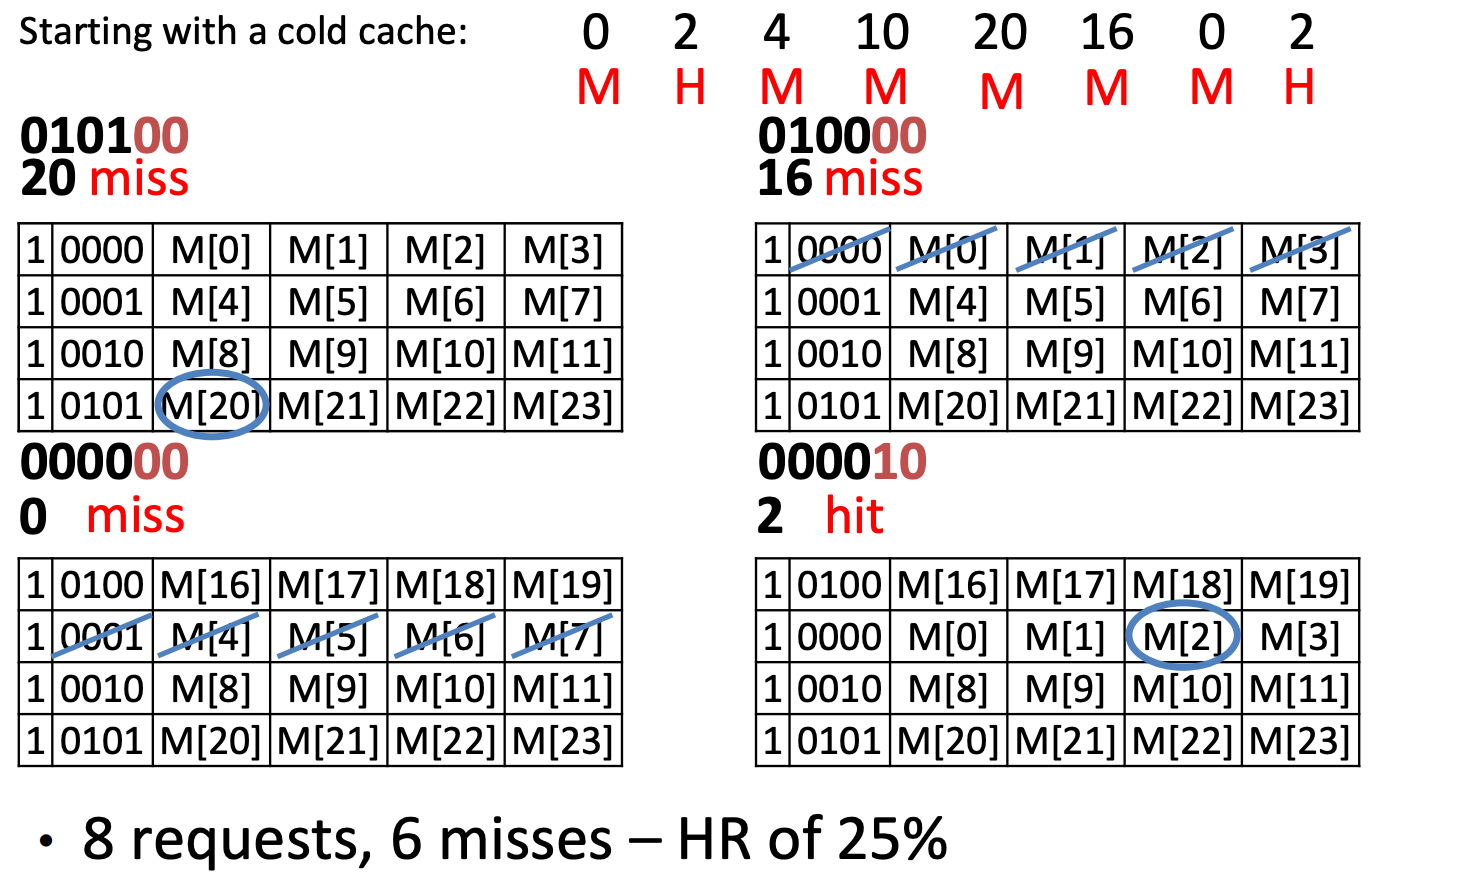 Starting with a cold cache: 0 2 4 10 20 16 0 2
M H M M M M M H
010100
20 miss
1 0000 M[0] M[1] M[2] M[3]
1 0001 M[4] M[5] M[6] M[7]
1 0010 M[8] M[9] M[10] M[11]
1 0101 M[20] M[21] M[22] M[23]
010000
16 miss
1 0000 M[0] M[1] M[2] M[3]
1 0001 M[4] M[5] M[6] M[7]
1 0010 M[8] M[9] M[10] M[11]
1 0101 M[20] M[21] M[22] M[23]
000000
0 miss
1 0100 M[16] M[17] M[18] M[19]
1 0001 M[4] M[5] M[6] M[7]
1 0010 M[8] M[9] M[10] M[11]
1 0101 M[20] M[21] M[22] M[23]
000010
2 hit
1 0100 M[16] M[17] M[18] M[19]
1 0000 M[0] M[1] M[2] M[3]
1 0010 M[8] M[9] M[10] M[11]
1 0101 M[20] M[21] M[22] M[23]
• 8 requests, 6 misses – HR of 25%